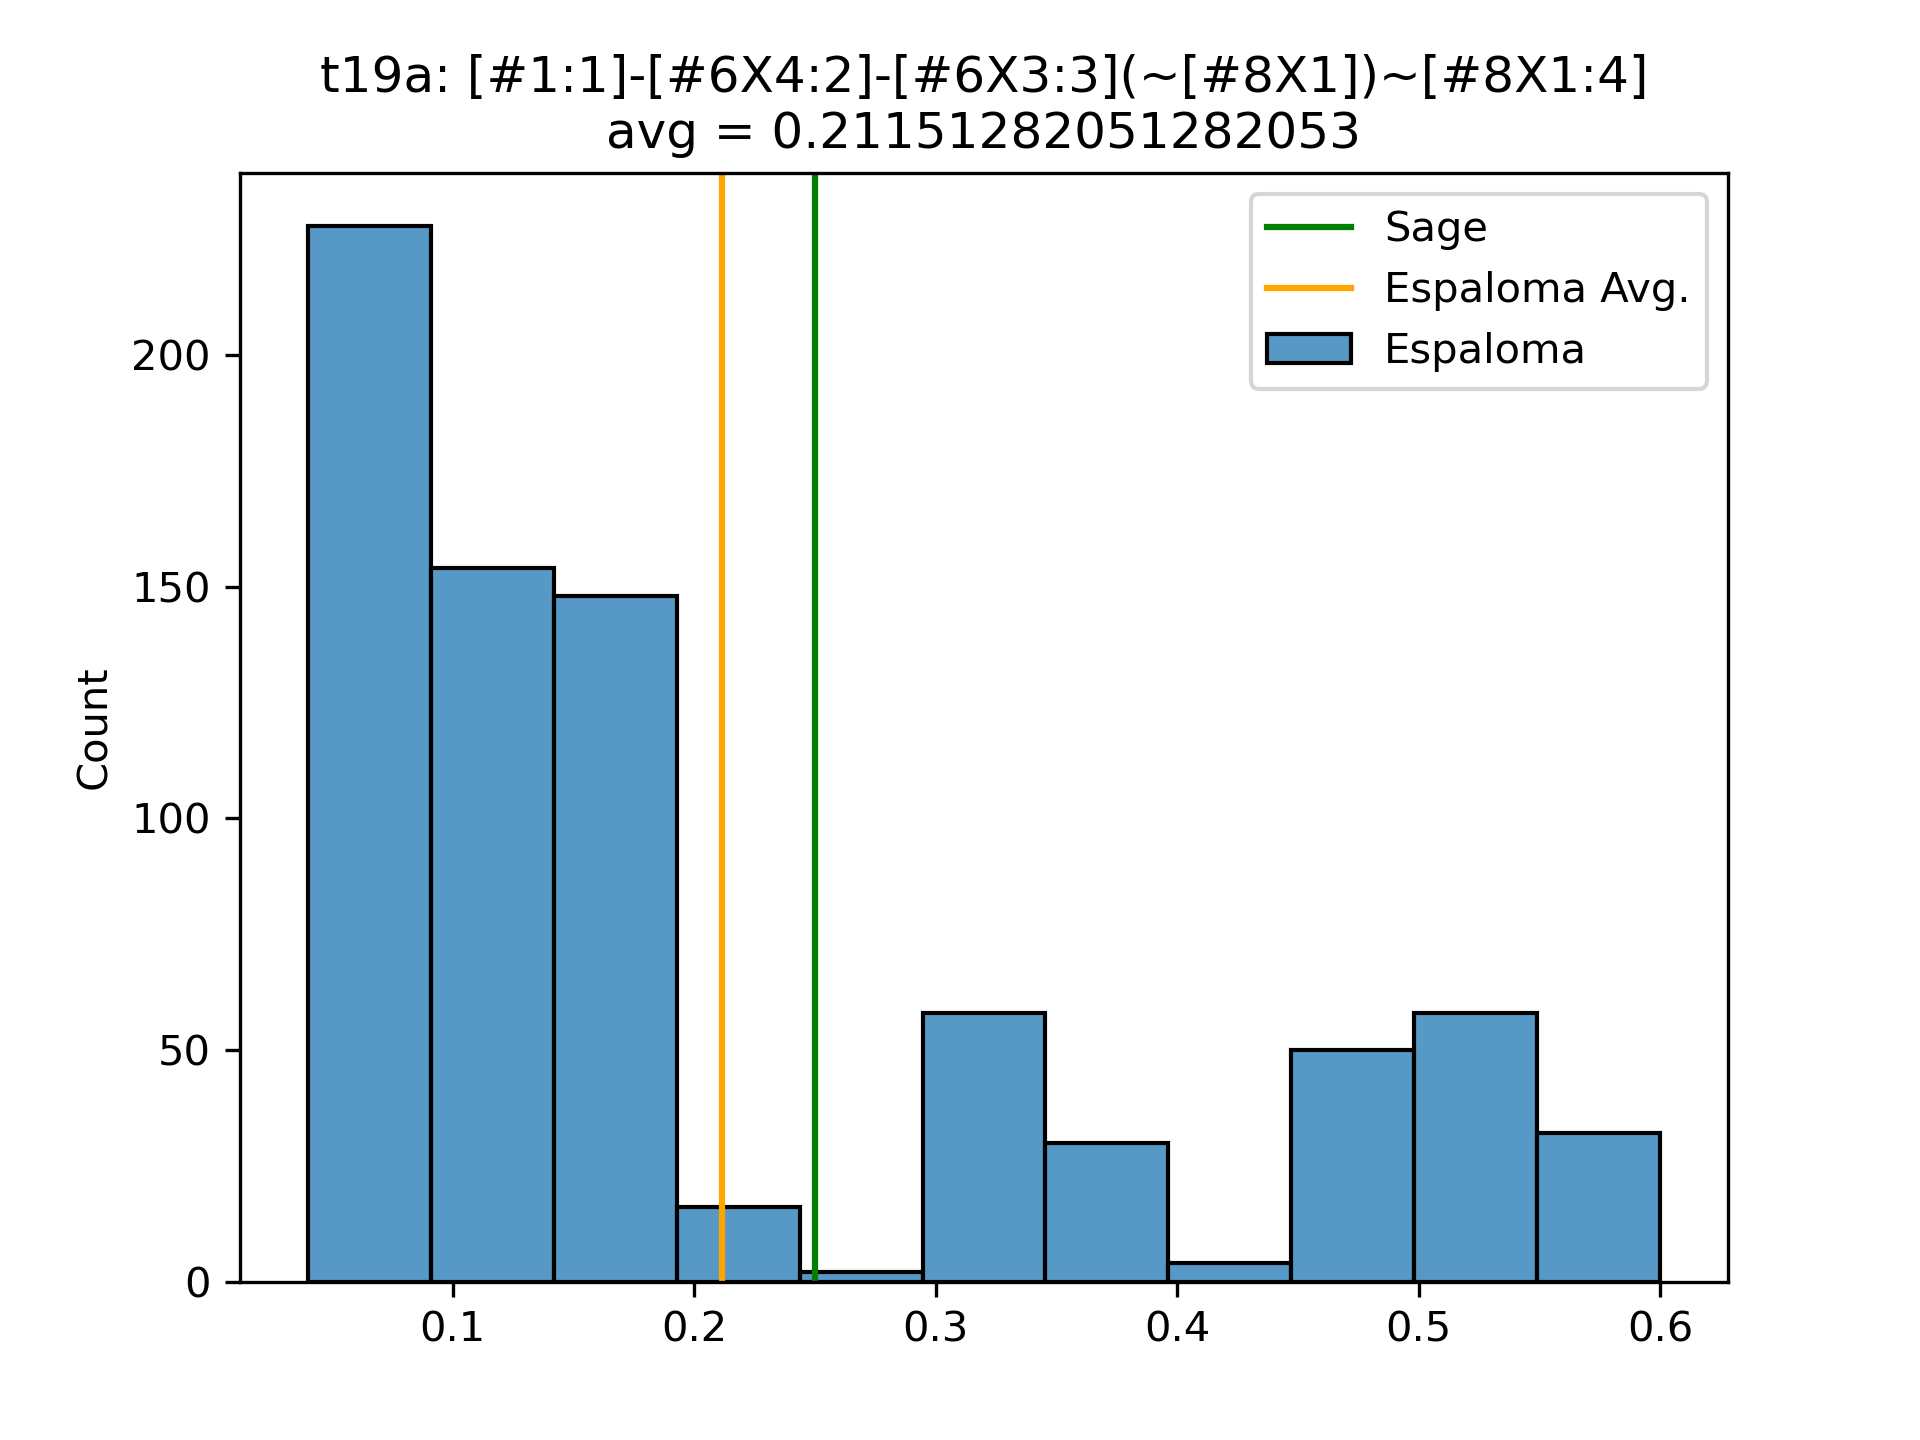 t19a: [#1:1]-[#6X4:2]-[#6X3:3](~[#8X1])~[#8X1:4]
avg = 0.21151282051282053
Sage
Espaloma Avg.
Espaloma
Count
200
150
100
50
0
0.1 0.2 0.3 0.4 0.5 0.6